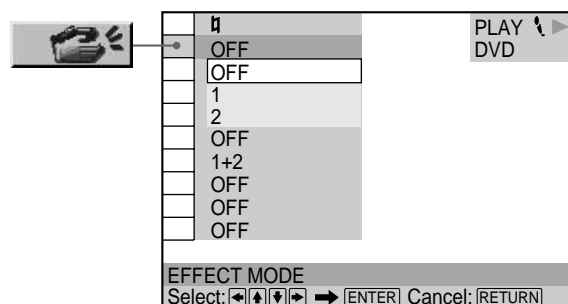 ♮
PLAY
OFF
DVD
OFF
1
2
OFF
1+2
OFF
OFF
OFF
EFFECT MODE
Select: ← ↑ ↓ → ➡ ENTER Cancel: RETURN